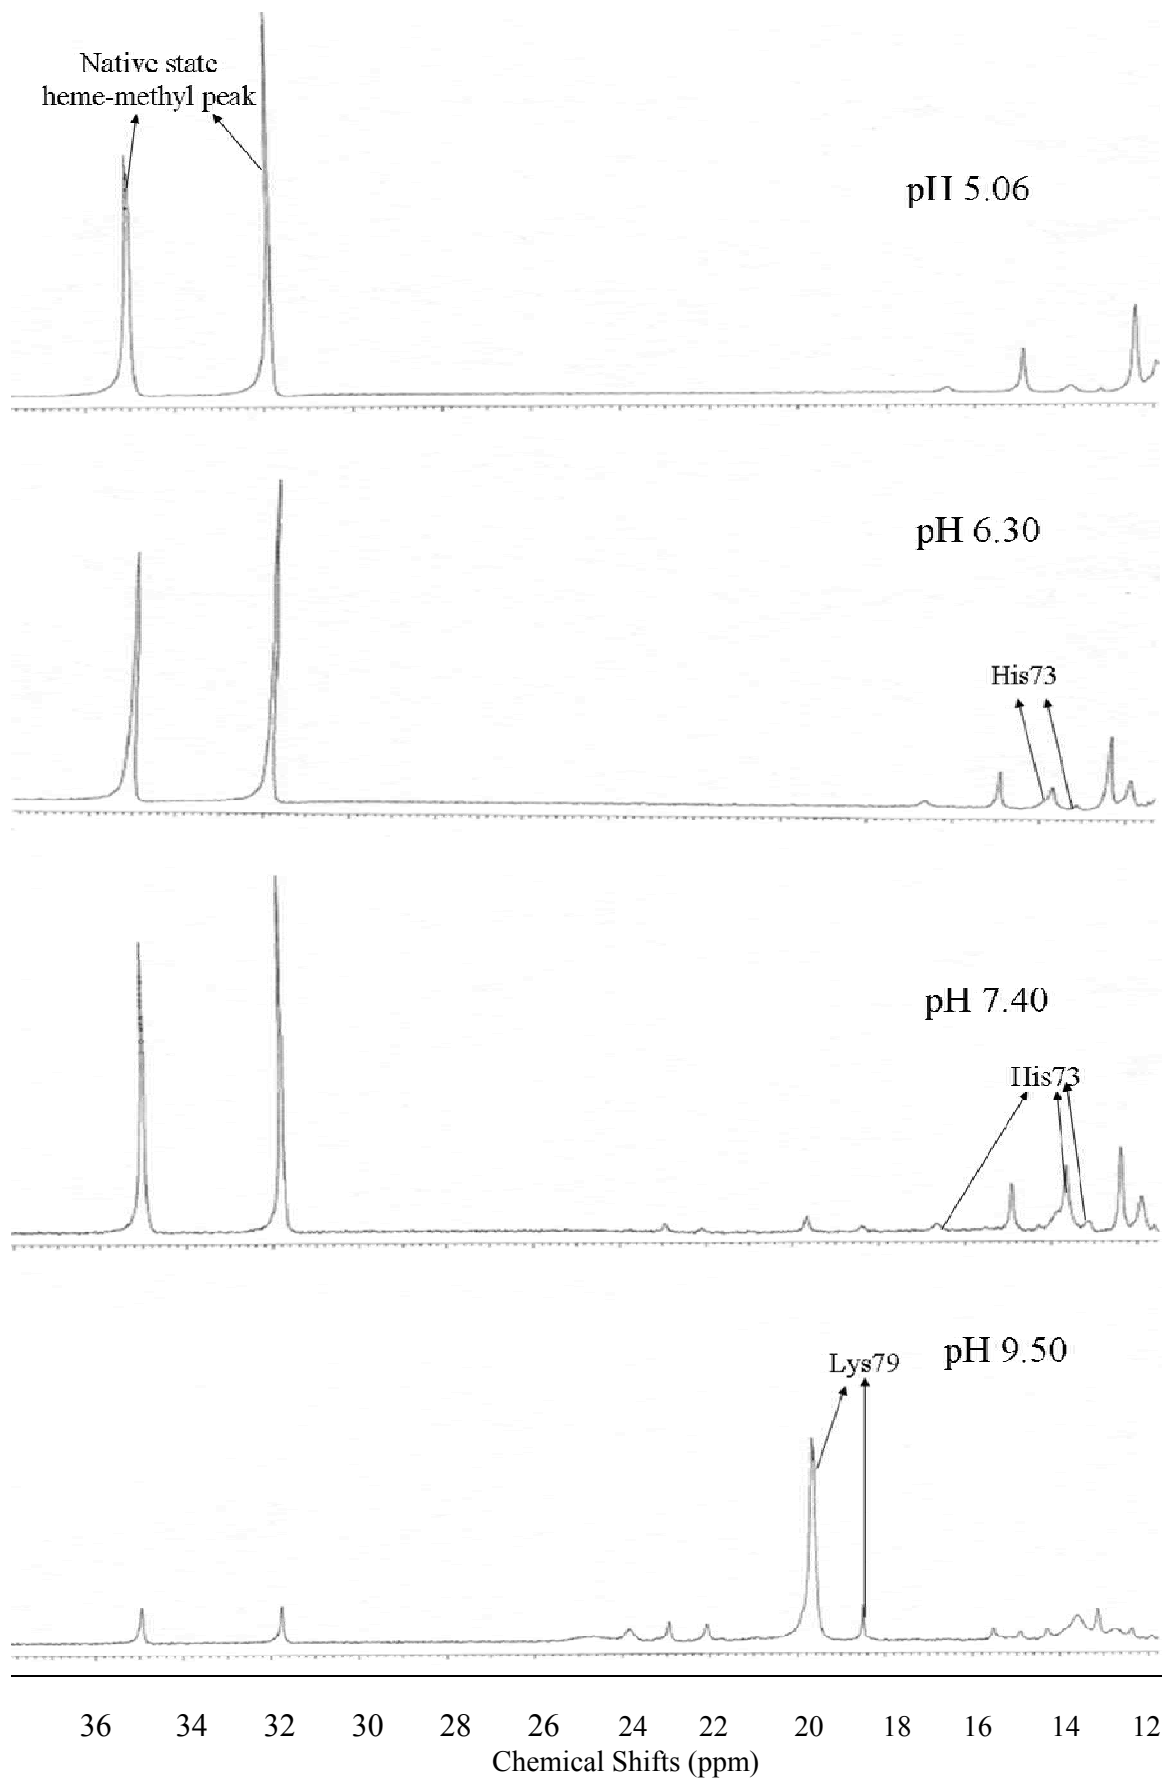 Native state
heme-methyl peak
pH 5.06
pH 6.30
His73
pH 7.40
His73
pH 9.50
Lys79
36 34 32 30 28 26 24 22 20 18 16 14 12
Chemical Shifts (ppm)